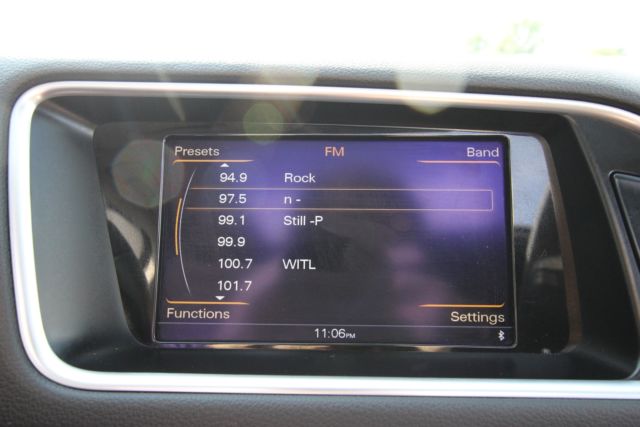 Presets FM Band
94.9 Rock
97.5 n -
99.1 Still -P
99.9
100.7 WITL
101.7
Functions Settings
11:06PM